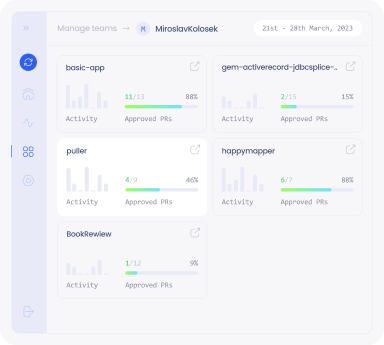 Manage teams → M MiroslavKolosek
21st - 28th March, 2023
basic-app
11/13 88%
Activity Approved PRs
gem-activerecord-jdbcsplice-..
2/15 15%
Activity Approved PRs
puller
4/9 46%
Activity Approved PRs
happymapper
6/7 80%
Activity Approved PRs
BookRewiew
1/12 9%
Activity Approved PRs